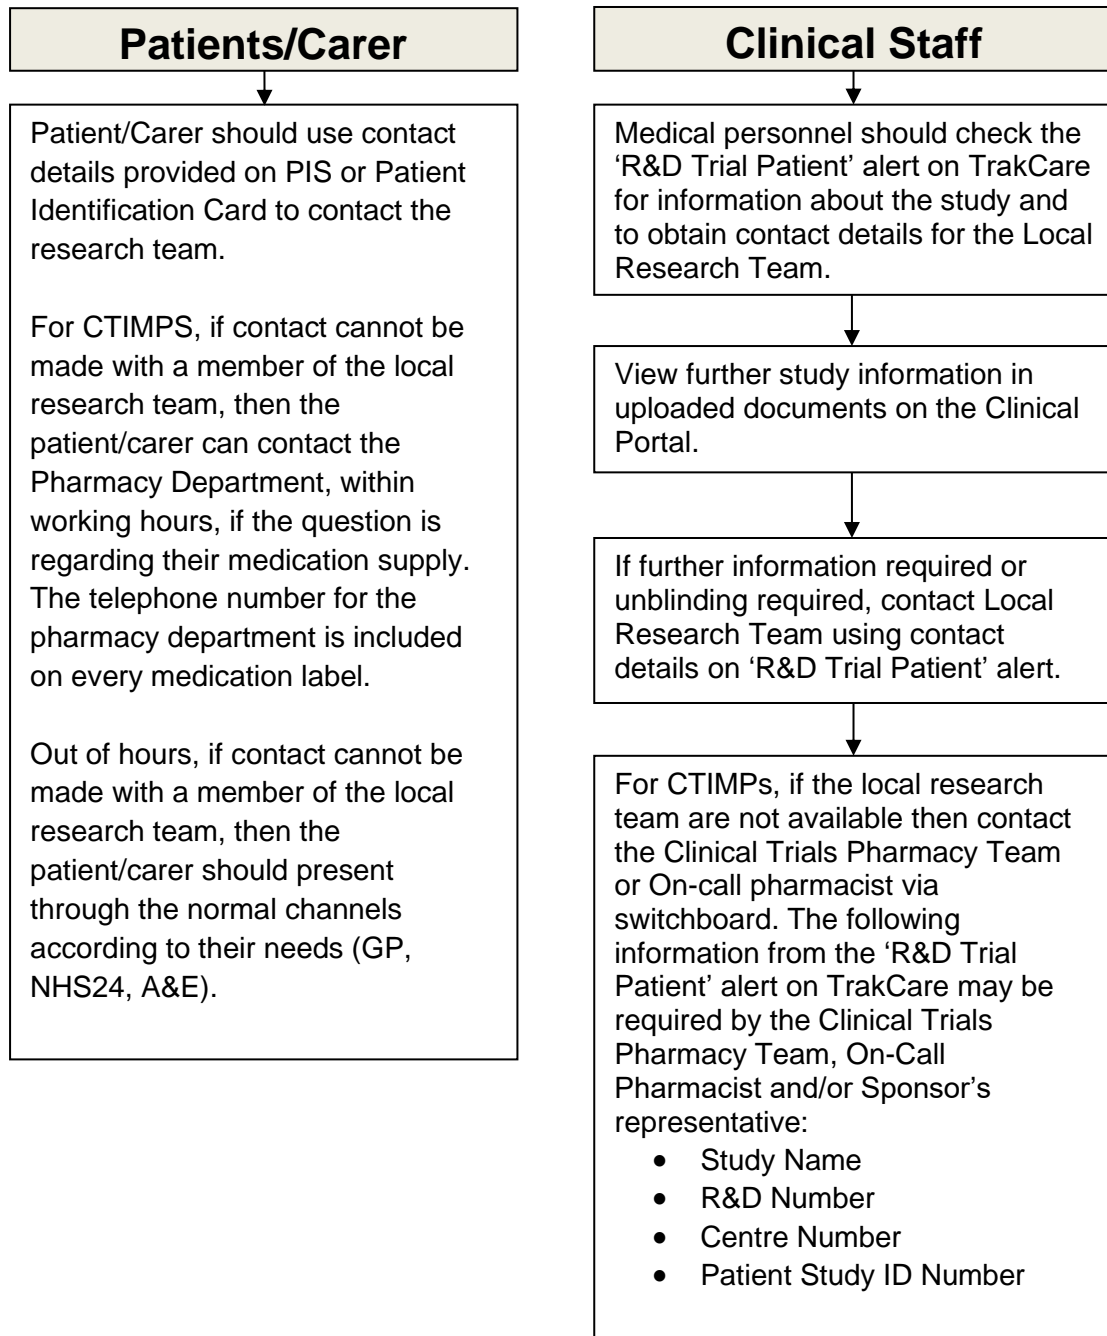 Patients/Carer
Patient/Carer should use contact
details provided on PIS or Patient
Identification Card to contact the
research team.
For CTIMPS, if contact cannot be
made with a member of the local
research team, then the
patient/carer can contact the
Pharmacy Department, within
working hours, if the question is
regarding their medication supply.
The telephone number for the
pharmacy department is included
on every medication label.
Out of hours, if contact cannot be
made with a member of the local
research team, then the
patient/carer should present
through the normal channels
according to their needs (GP,
NHS24, A&E).
Clinical Staff
Medical personnel should check the
‘R&D Trial Patient’ alert on TrakCare
for information about the study and
to obtain contact details for the Local
Research Team.
View further study information in
uploaded documents on the Clinical
Portal.
If further information required or
unblinding required, contact Local
Research Team using contact
details on ‘R&D Trial Patient’ alert.
For CTIMPs, if the local research
team are not available then contact
the Clinical Trials Pharmacy Team
or On-call pharmacist via
switchboard. The following
information from the ‘R&D Trial
Patient’ alert on TrakCare may be
required by the Clinical Trials
Pharmacy Team, On-Call
Pharmacist and/or Sponsor’s
representative:
• Study Name
• R&D Number
• Centre Number
• Patient Study ID Number